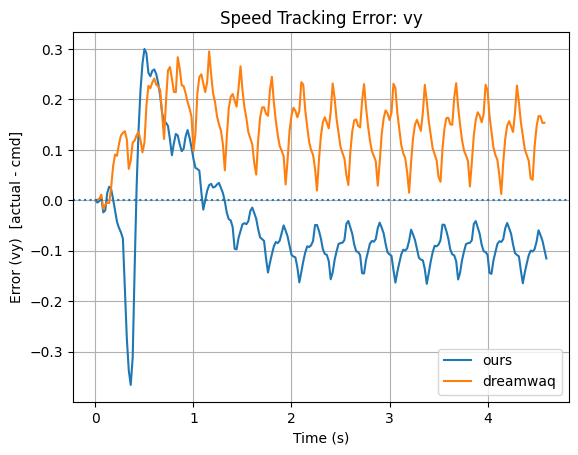 Speed Tracking Error: vy
Error (vy)  [actual - cmd]
0.3
0.2
0.1
0.0
−0.1
−0.2
−0.3
0
1
2
3
4
Time (s)
ours
dreamwaq